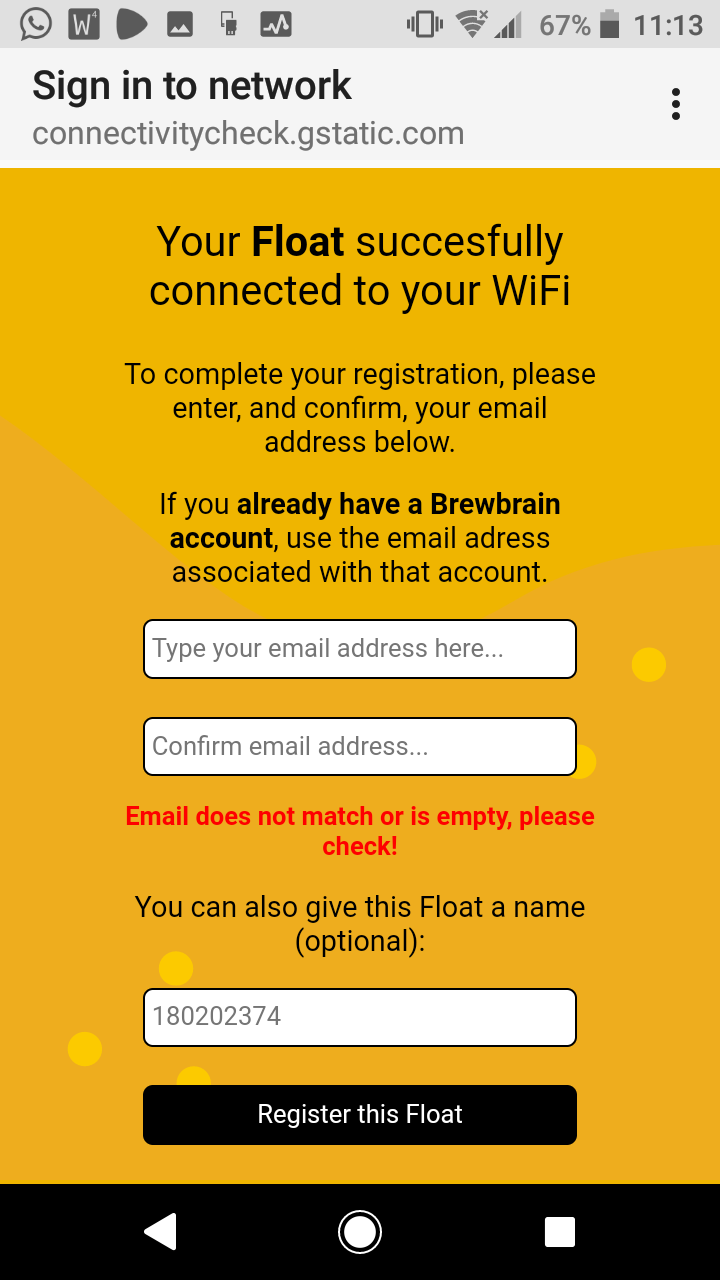 W4
67% 11:13
Sign in to network
connectivitycheck.gstatic.com
Your Float succesfully
connected to your WiFi
To complete your registration, please
enter, and confirm, your email
address below.
If you already have a Brewbrain
account, use the email adress
associated with that account.
Type your email address here...
Confirm email address...
Email does not match or is empty, please
check!
You can also give this Float a name
(optional):
180202374
Register this Float